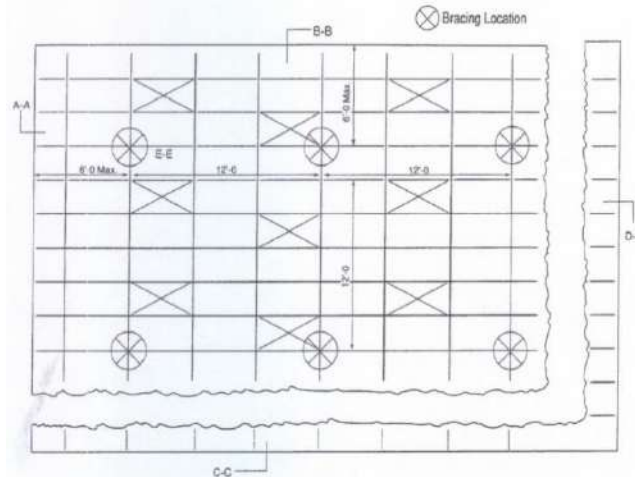 Bracing Location
B-B
A-A
6'-0 Max.
E-E
6'-0 Max.
12'-0
12'-0
12'-0
D-
C-C